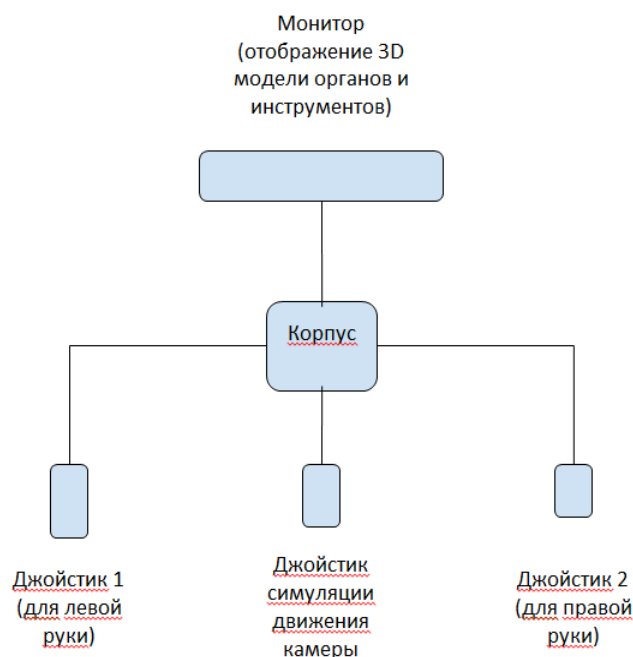 Монитор
(отображение 3D
модели органов и
инструментов)
Корпус
Джойстик 1
(для левой
руки)
Джойстик
симуляции
движения
камеры
Джойстик 2
(для правой
руки)